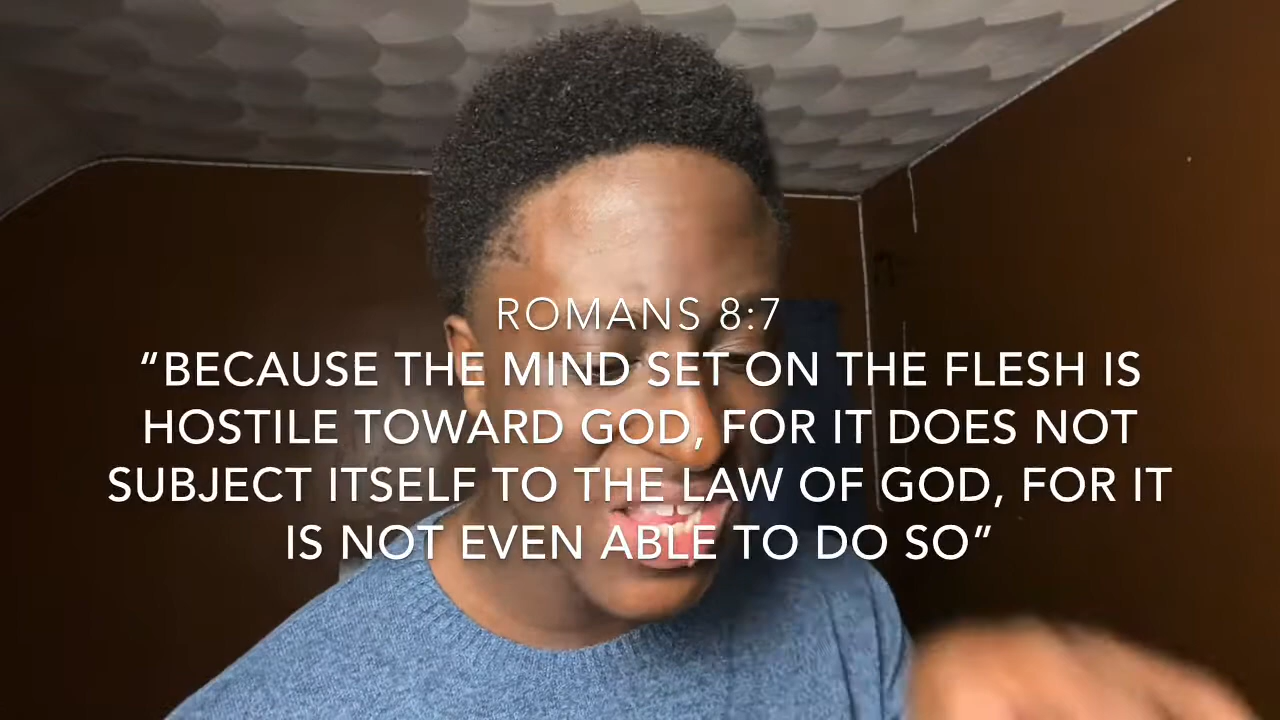 ROMANS 8:7
“BECAUSE THE MIND SET ON THE FLESH IS
HOSTILE TOWARD GOD, FOR IT DOES NOT
SUBJECT ITSELF TO THE LAW OF GOD, FOR IT
IS NOT EVEN ABLE TO DO SO”